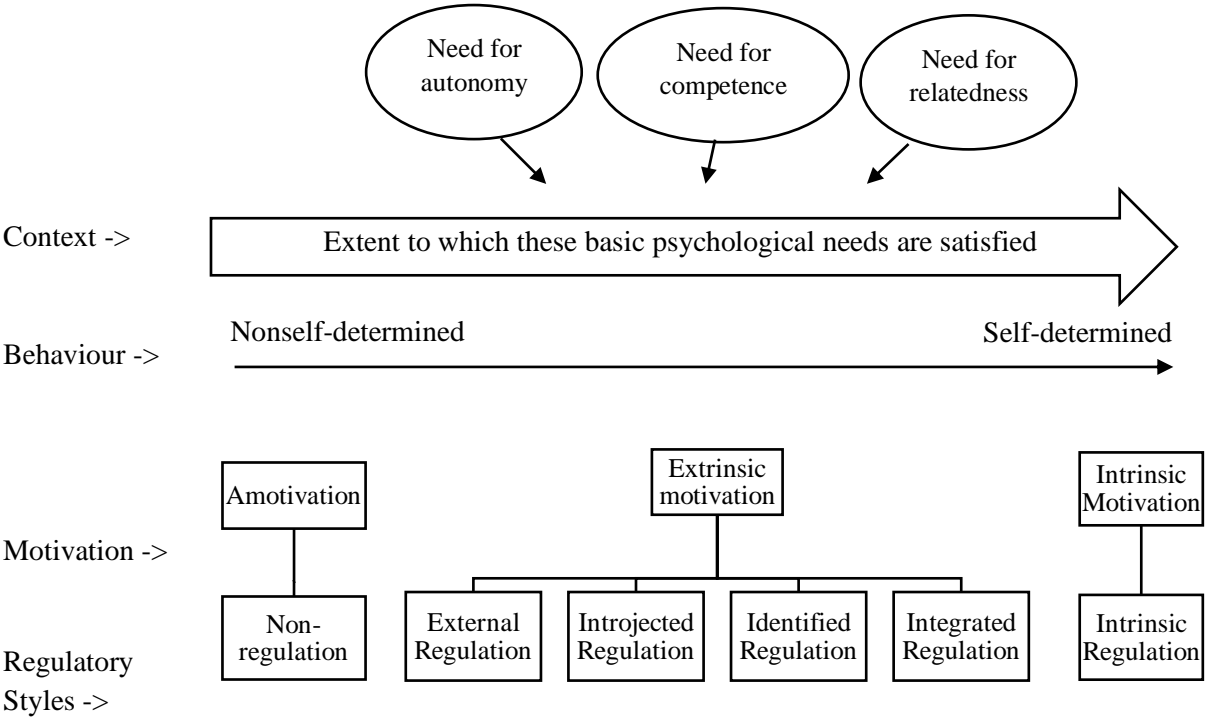 Need for
autonomy
Need for
competence
Need for
relatedness
Context ->
Extent to which these basic psychological needs are satisfied
Nonself-determined
Self-determined
Behaviour ->
Amotivation
Extrinsic
motivation
Intrinsic
Motivation
Motivation ->
Non-
regulation
External
Regulation
Introjected
Regulation
Identified
Regulation
Integrated
Regulation
Intrinsic
Regulation
Regulatory
Styles ->